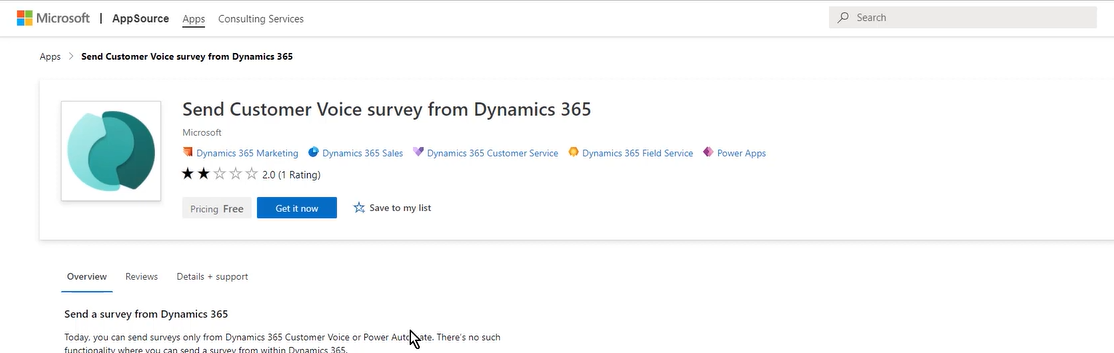 Microsoft | AppSource Apps Consulting Services Search
Apps > Send Customer Voice survey from Dynamics 365
Send Customer Voice survey from Dynamics 365
Microsoft
Dynamics 365 Marketing Dynamics 365 Sales Dynamics 365 Customer Service Dynamics 365 Field Service Power Apps
2.0 (1 Rating)
Pricing Free Get it now Save to my list
Overview Reviews Details + support
Send a survey from Dynamics 365
Today, you can send surveys only from Dynamics 365 Customer Voice or Power Automate. There's no such
functionality where you can send a survey from within Dynamics 365.